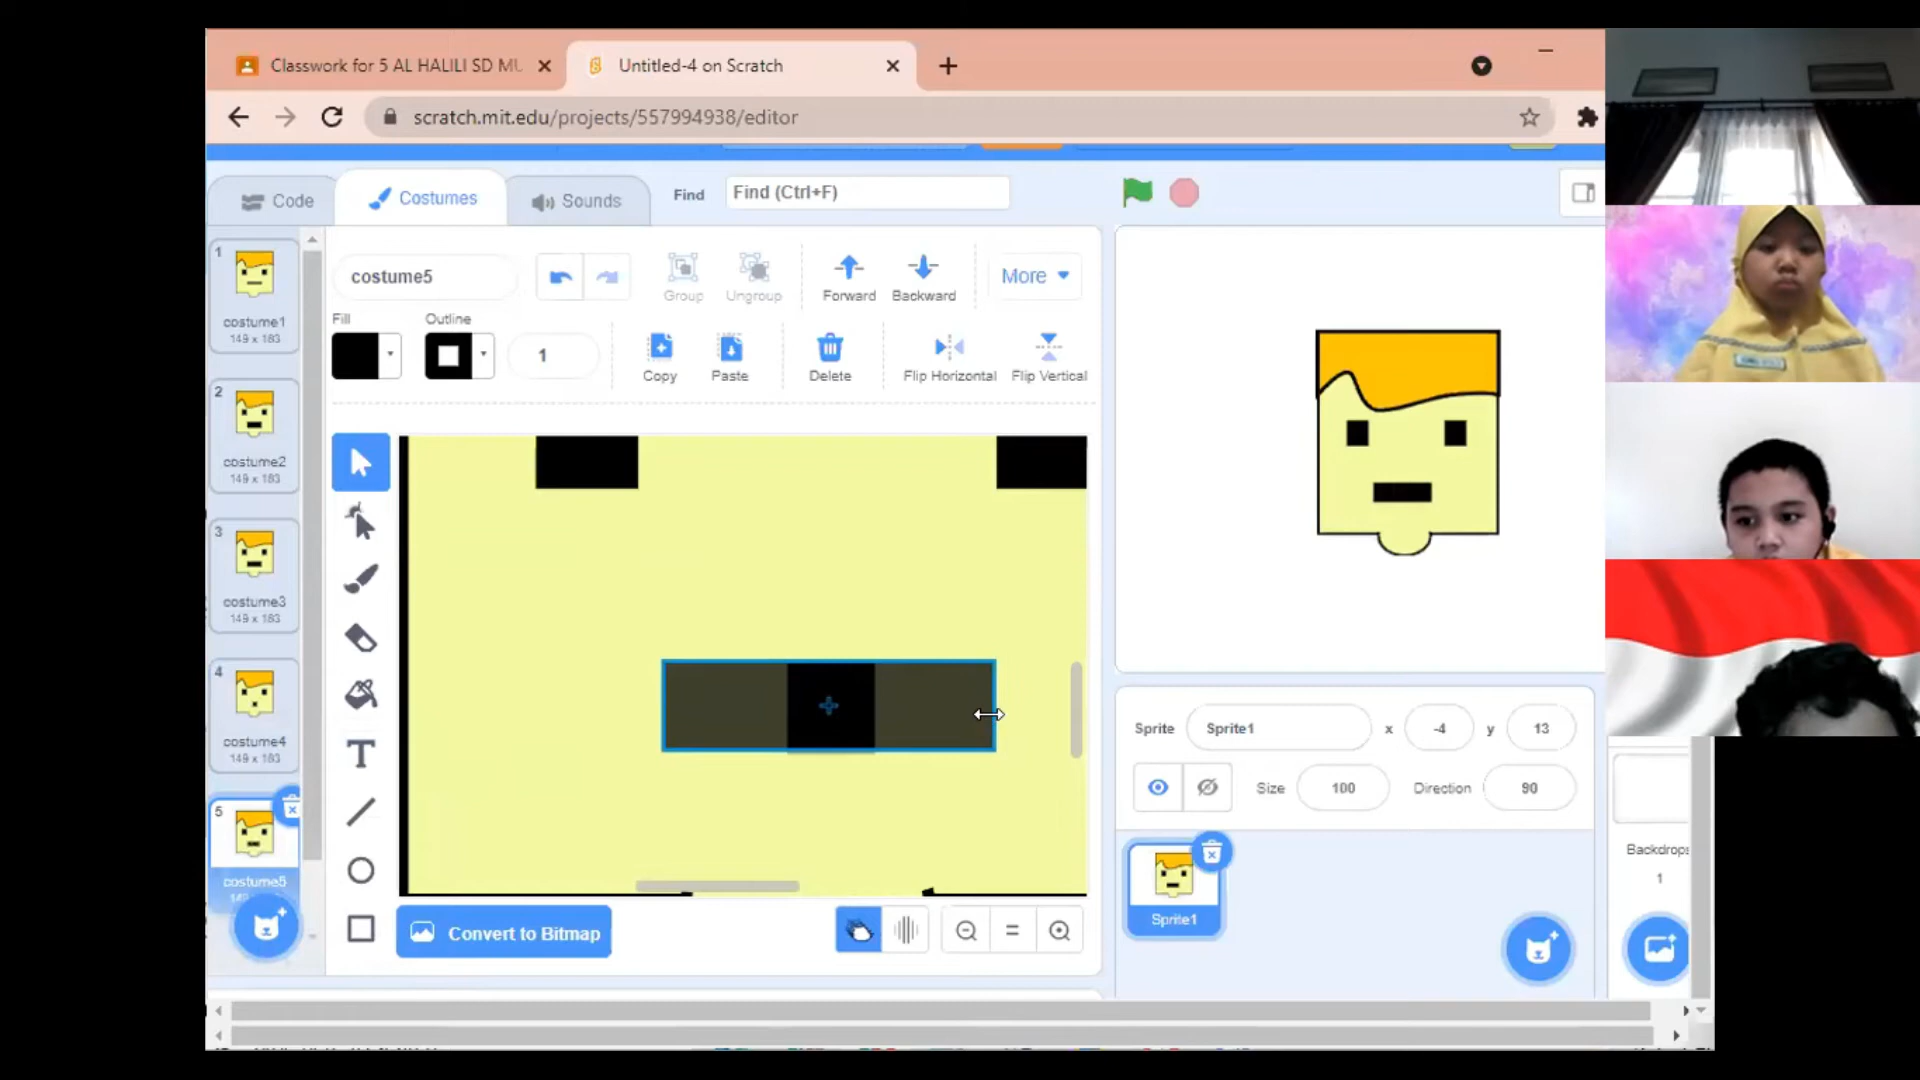 Classwork for 5 AL HALILI SD MU
Untitled-4 on Scratch
scratch.mit.edu/projects/557994938/editor
Code
Costumes
Sounds
Find
Find (Ctrl+F)
1
costume1
149 x 183
2
costume2
149 x 183
3
costume3
149 x 183
4
costume4
149 x 183
5
costume5
costume5
Group
Ungroup
Forward
Backward
More
Fill
Outline
1
Copy
Paste
Delete
Flip Horizontal
Flip Vertical
T
Convert to Bitmap
Sprite
Sprite1
x
-4
y
13
Size
100
Direction
90
Sprite1
Backdrops
1